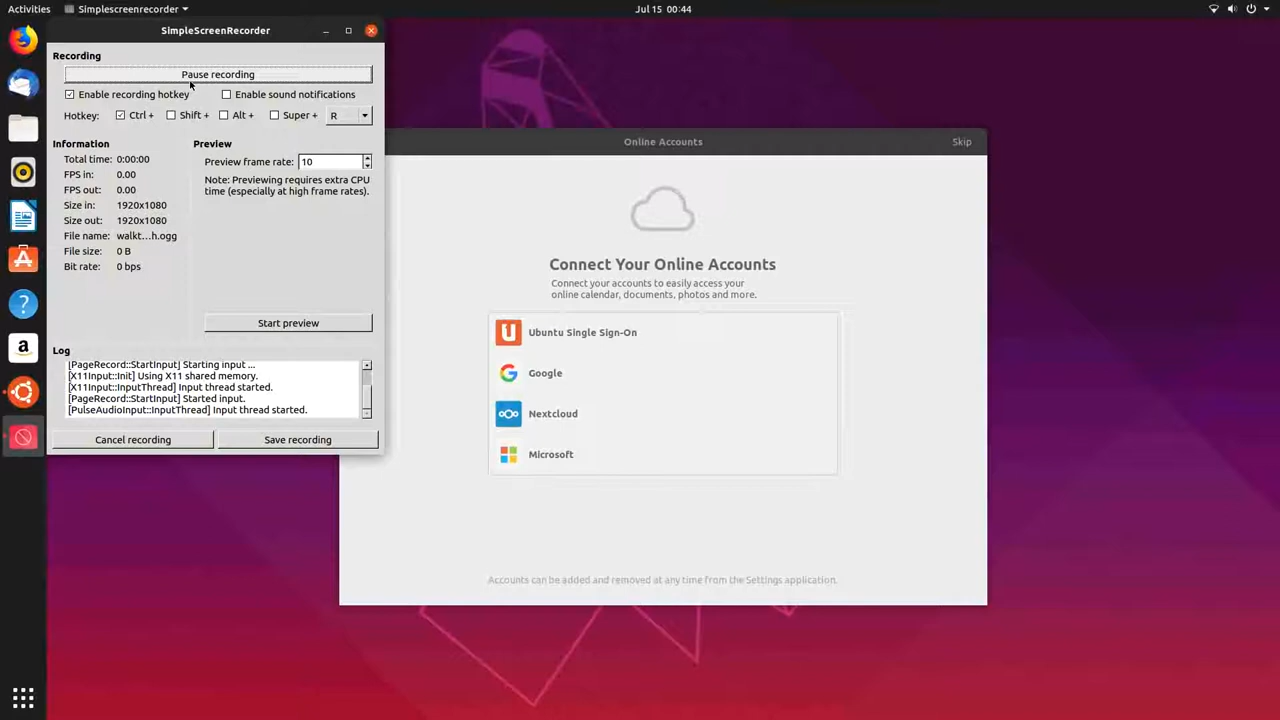 Activities Simplescreenrecorder Jul 15 00:44
SimpleScreenRecorder
Recording
Pause recording
Enable recording hotkey Enable sound notifications
Hotkey: Ctrl + Shift + Alt + Super + R
Information
Total time: 0:00:00
FPS in: 0.00
FPS out: 0.00
Size in: 1920x1080
Size out: 1920x1080
File name: walkt...h.ogg
File size: 0 B
Bit rate: 0 bps
Preview
Preview frame rate: 10
Note: Previewing requires extra CPU
time (especially at high frame rates).
Start preview
Log
[PageRecord::StartInput] Starting input ...
[X11Input::Init] Using X11 shared memory.
[X11Input::InputThread] Input thread started.
[PageRecord::StartInput] Started input.
[PulseAudioInput::InputThread] Input thread started.
Cancel recording Save recording
Online Accounts Skip
Connect Your Online Accounts
Connect your accounts to easily access your
online calendar, documents, photos and more.
Ubuntu Single Sign-On
Google
Nextcloud
Microsoft
Accounts can be added and removed at any time from the Settings application.